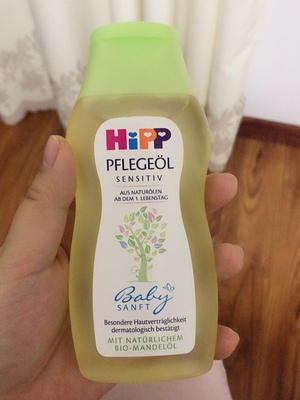 HiPP
PFLEGEÖL
SENSITIV
AUS NATURÖLEN
AB DEM 1. LEBENSTAG
Baby
SANFT
Besondere Hautverträglichkeit
dermatologisch bestätigt
MIT NATÜRLICHEM
BIO-MANDELÖL